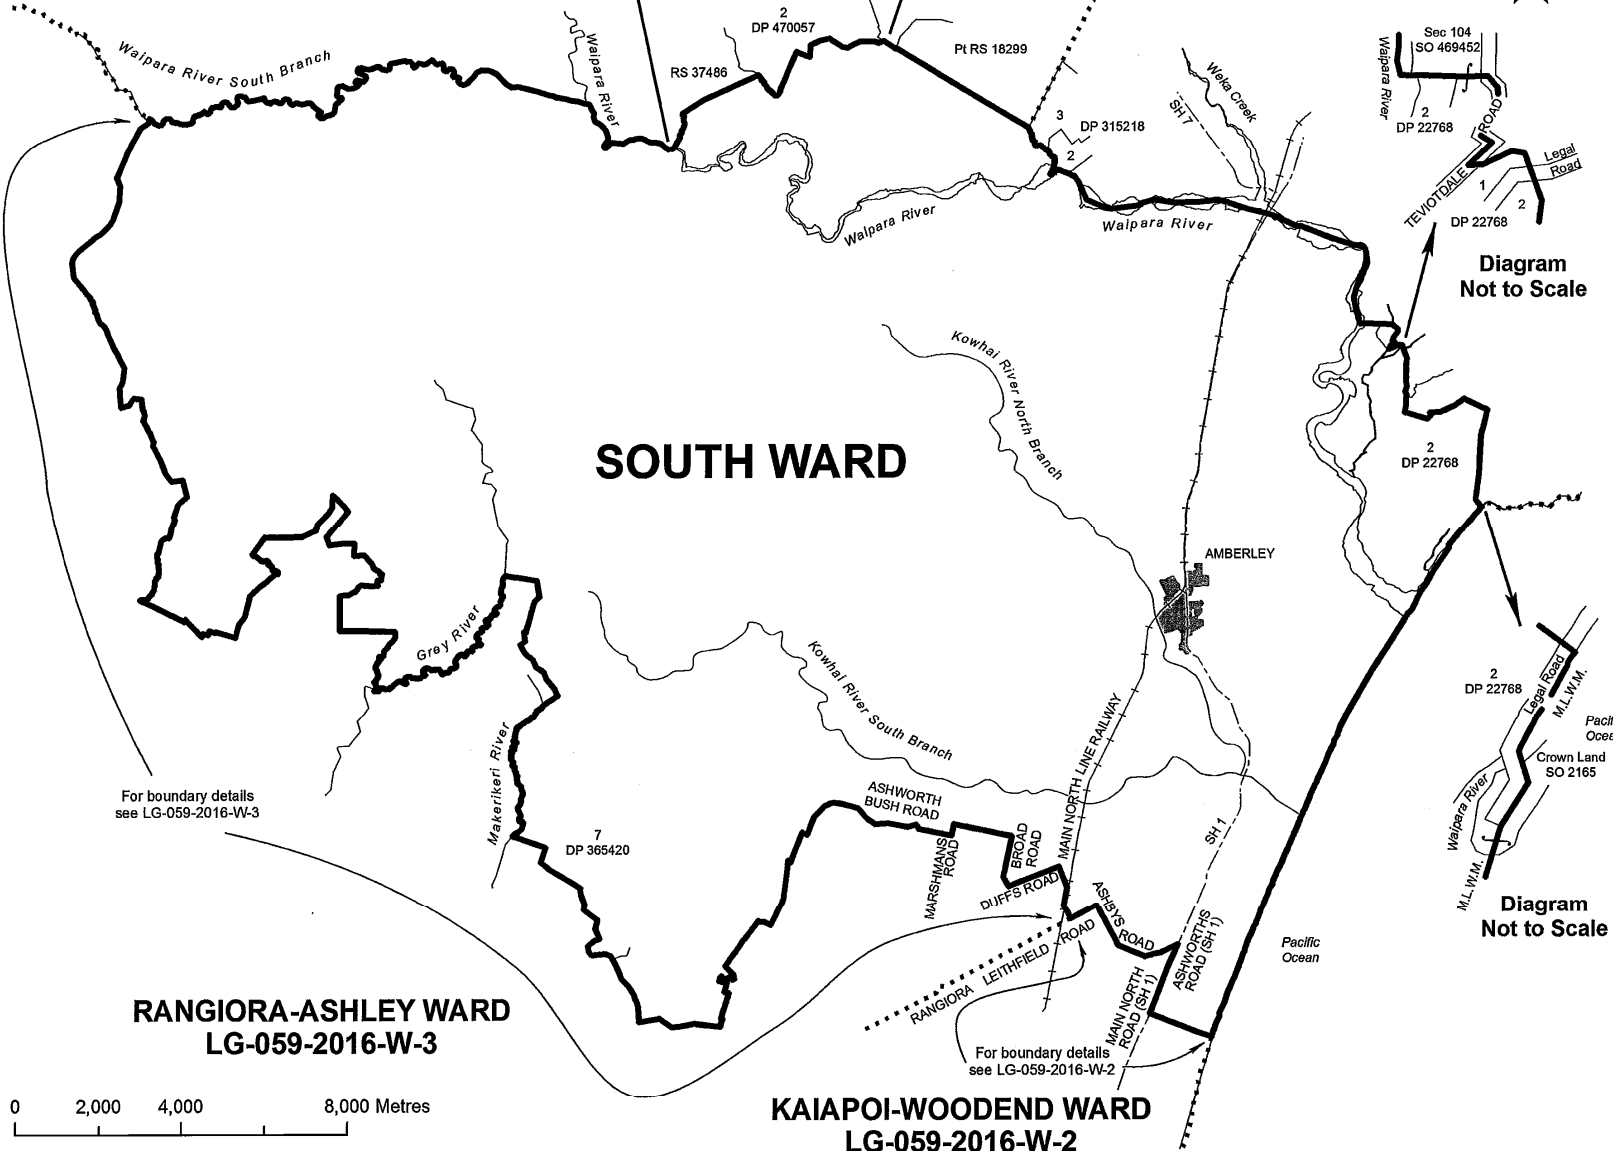 Waipara River South Branch
Waipara River
2
DP 470057
RS 37486
Pt RS 18299
3
DP 315218
2
SH 7
Weka Creek
Waipara River
Sec 104
SO 469452
2
DP 22768
ROAD
TEVIOTDALE
Legal
Road
1
DP 22768
2
Diagram
Not to Scale
Waipara River
Waipara River
Kowhai River North Branch
SOUTH WARD
2
DP 22768
AMBERLEY
Grey River
Kowhai River South Branch
Makerikeri River
For boundary details
see LG-059-2016-W-3
7
DP 365420
ASHWORTH
BUSH ROAD
MARSHMANS
ROAD
BROAD
ROAD
DUFFS ROAD
MAIN NORTH LINE RAILWAY
SH 1
ASHBYS
ROAD
ASHWORTHS
ROAD (SH 1)
MAIN NORTH
ROAD (SH 1)
RANGIORA LEITHFIELD ROAD
2
DP 22768
Legal Road
M.L.W.M.
Crown Land
SO 2165
Waipara River
M.L.W.M.
Diagram
Not to Scale
Pacific
Ocean
RANGIORA-ASHLEY WARD
LG-059-2016-W-3
For boundary details
see LG-059-2016-W-2
KAIAPOI-WOODEND WARD
LG-059-2016-W-2
0 2,000 4,000 8,000 Metres